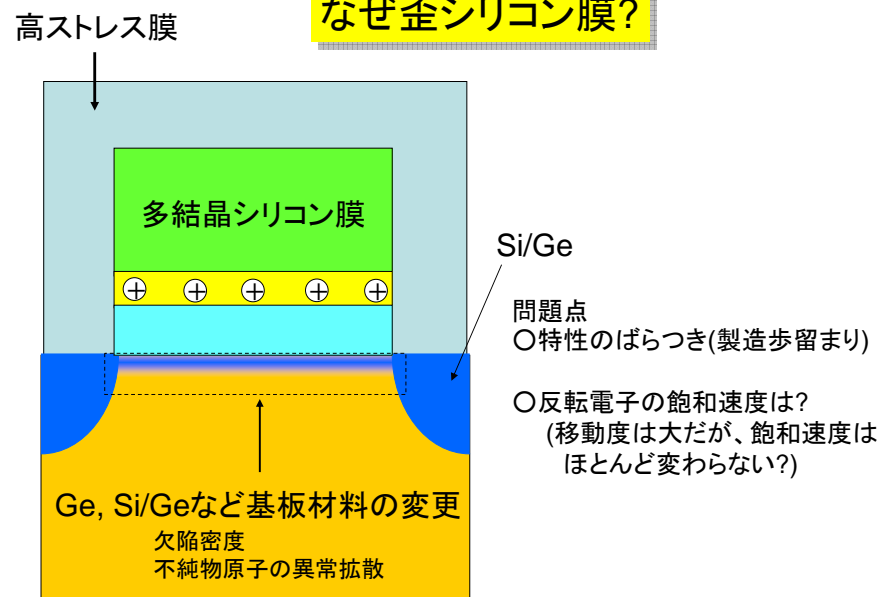 なぜ歪シリコン膜?
高ストレス膜
多結晶シリコン膜
+ + + + +
Si/Ge
問題点
〇特性のばらつき(製造歩留まり)
〇反転電子の飽和速度は?
(移動度は大だが、飽和速度は
ほとんど変わらない?)
Ge, Si/Geなど基板材料の変更
欠陥密度
不純物原子の異常拡散